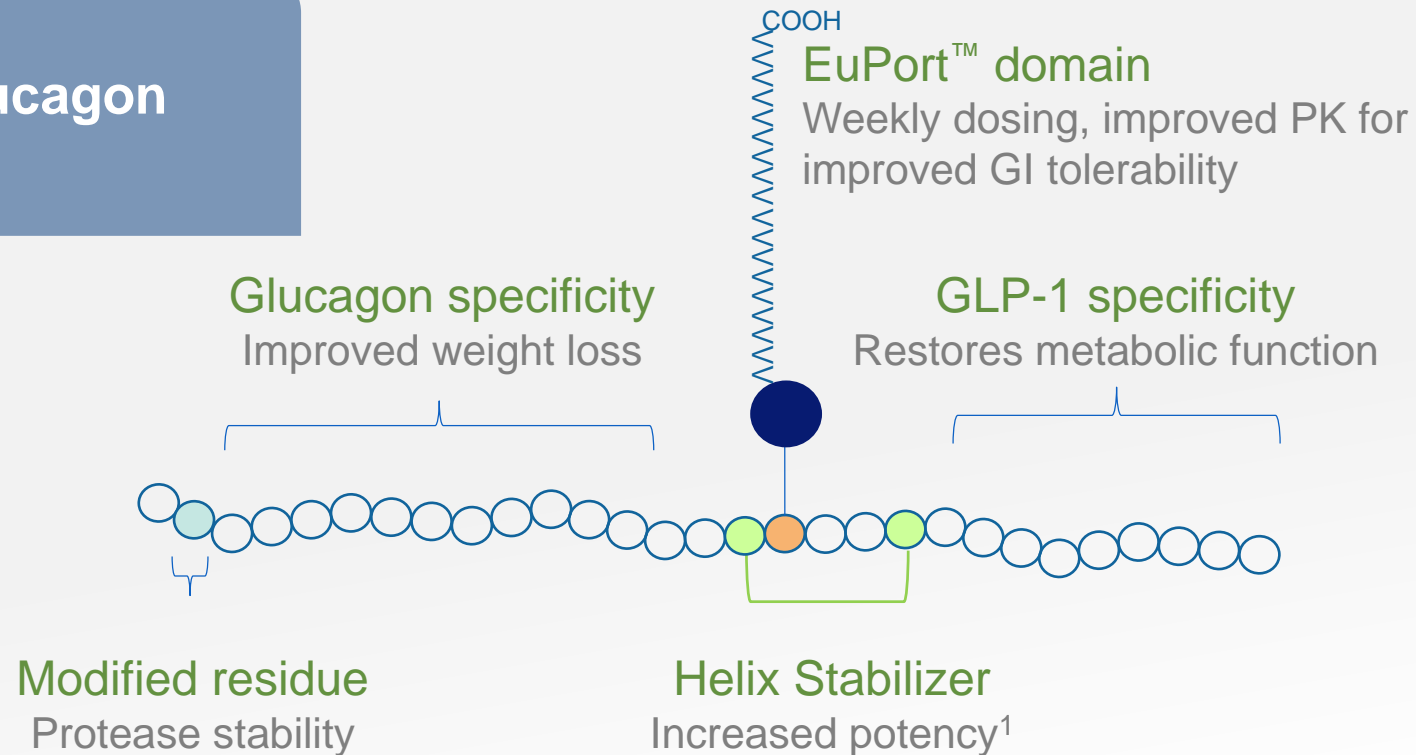 ucagon
COOH
EuPort™ domain
Weekly dosing, improved PK for
improved GI tolerability
Glucagon specificity
Improved weight loss
GLP-1 specificity
Restores metabolic function
Modified residue
Protease stability
Helix Stabilizer
Increased potency¹